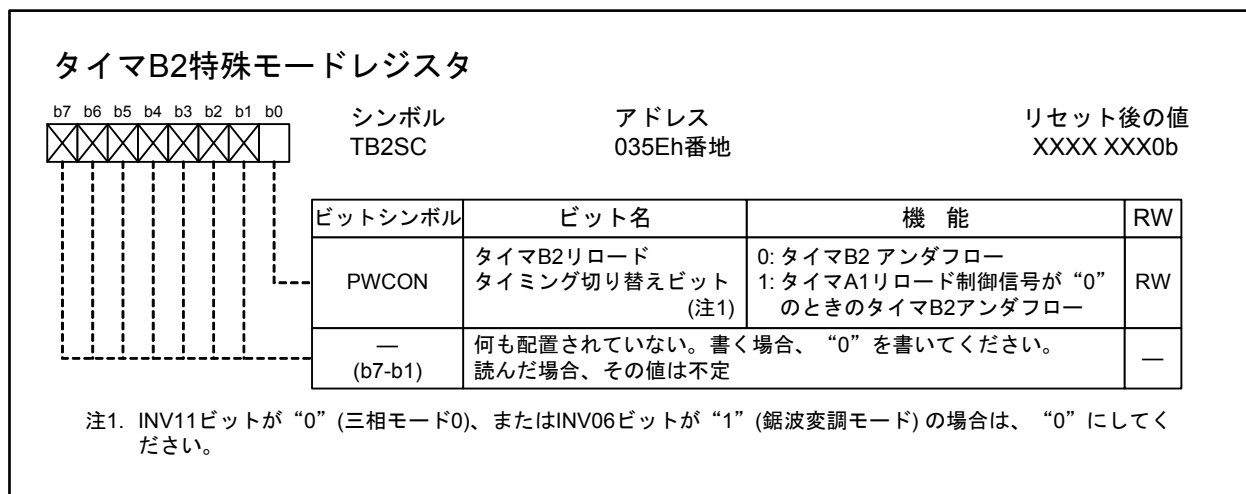 タイマB2特殊モードレジスタ
b7 b6 b5 b4 b3 b2 b1 b0
シンボル アドレス リセット後の値
TB2SC 035Eh番地 XXXX XXX0b
ビットシンボル ビット名 機 能 RW
PWCON
タイマB2リロード
タイミング切り替えビット
(注1)
0: タイマB2 アンダフロー
1: タイマA1リロード制御信号が“0”
のときのタイマB2アンダフロー
RW
—
(b7-b1)
何も配置されていない。書く場合、“0”を書いてください。
読んだ場合、その値は不定
—
注1. INV11ビットが“0”(三相モード0)、またはINV06ビットが“1”(鋸波変調モード) の場合は、“0”にしてく
ださい。